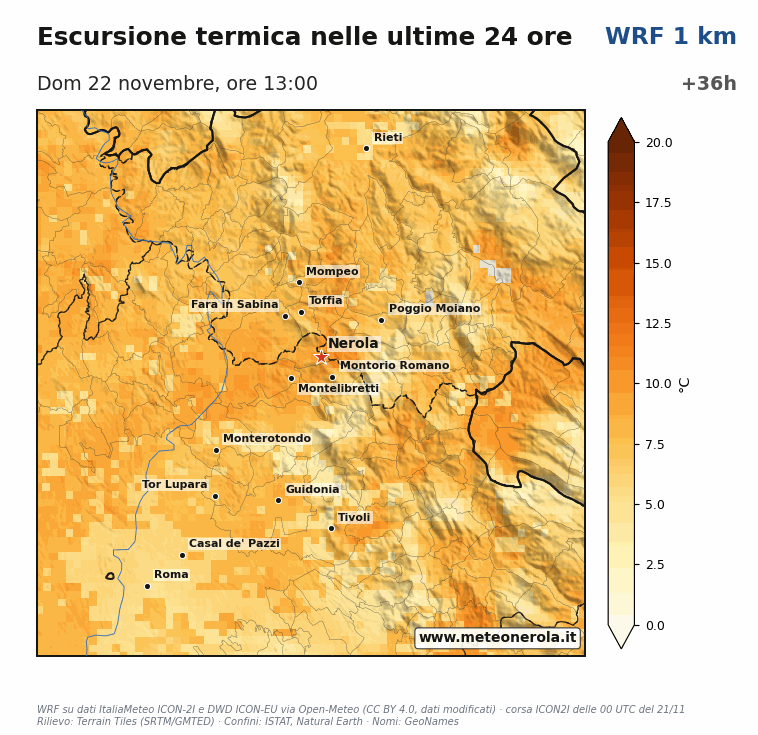 Escursione termica nelle ultime 24 ore
WRF 1 km
Dom 22 novembre, ore 13:00
+36h
Rieti
Mompeo
Fara in Sabina
Toffia
Poggio Moiano
Nerola
Montorio Romano
Montelibretti
Monterotondo
Tor Lupara
Guidonia
Tivoli
Casal de' Pazzi
Roma
www.meteonerola.it
20.0
17.5
15.0
12.5
10.0
7.5
5.0
2.5
0.0
°C
WRF su dati ItaliaMeteo ICON-2I e DWD ICON-EU via Open-Meteo (CC BY 4.0, dati modificati) · corsa ICON2I delle 00 UTC del 21/11
Rilievo: Terrain Tiles (SRTM/GMTED) · Confini: ISTAT, Natural Earth · Nomi: GeoNames